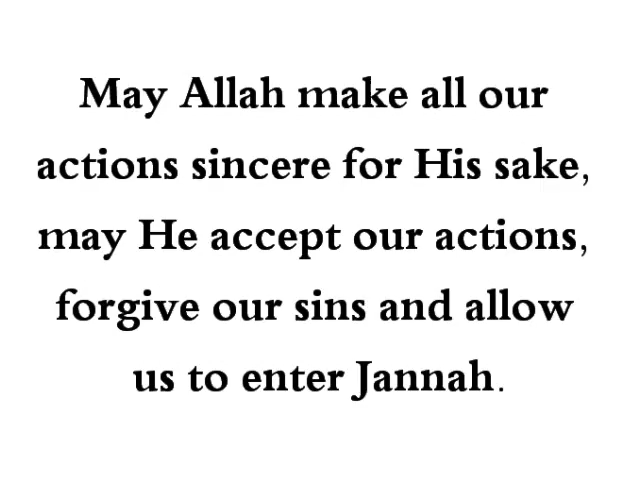 May Allah make all our
actions sincere for His sake,
may He accept our actions,
forgive our sins and allow
us to enter Jannah.